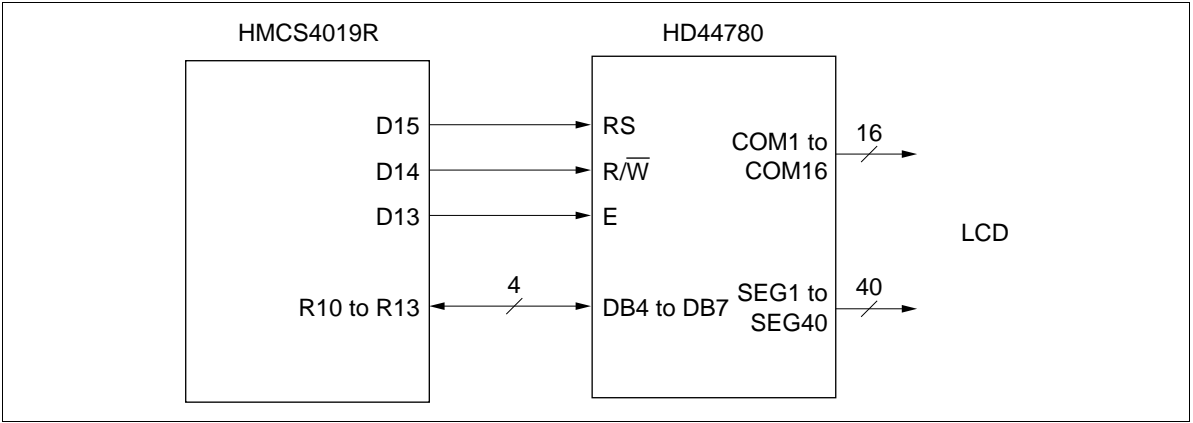 HMCS4019R
HD44780
D15
RS
D14
R/W̅
D13
E
R10 to R13
4
DB4 to DB7
COM1 to
COM16
16
SEG1 to
SEG40
40
LCD